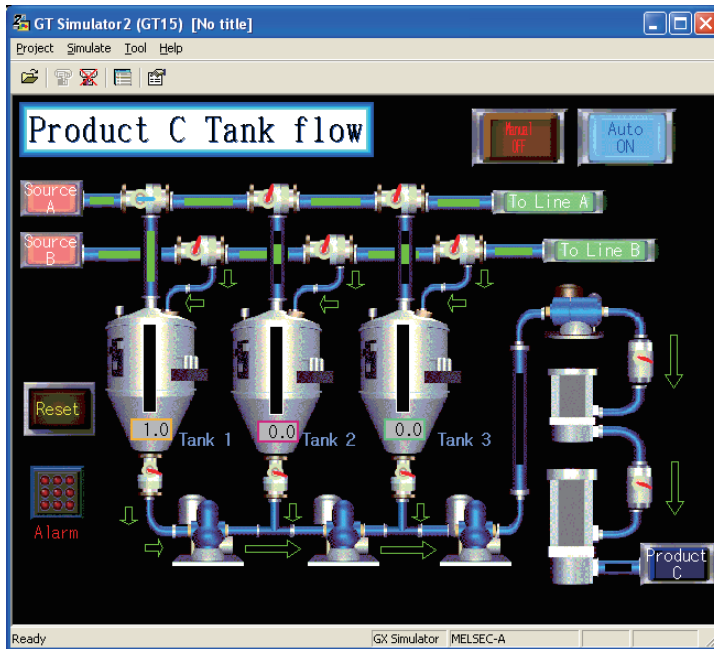 GT Simulator2 (GT15) [No title]
Project Simulate Tool Help
Product C Tank flow
Manual
OFF
Auto
ON
Source
A
To Line A
Source
B
To Line B
Reset
1.0
Tank 1
0.0
Tank 2
0.0
Tank 3
Alarm
Product
C
Ready
GX Simulator
MELSEC-A